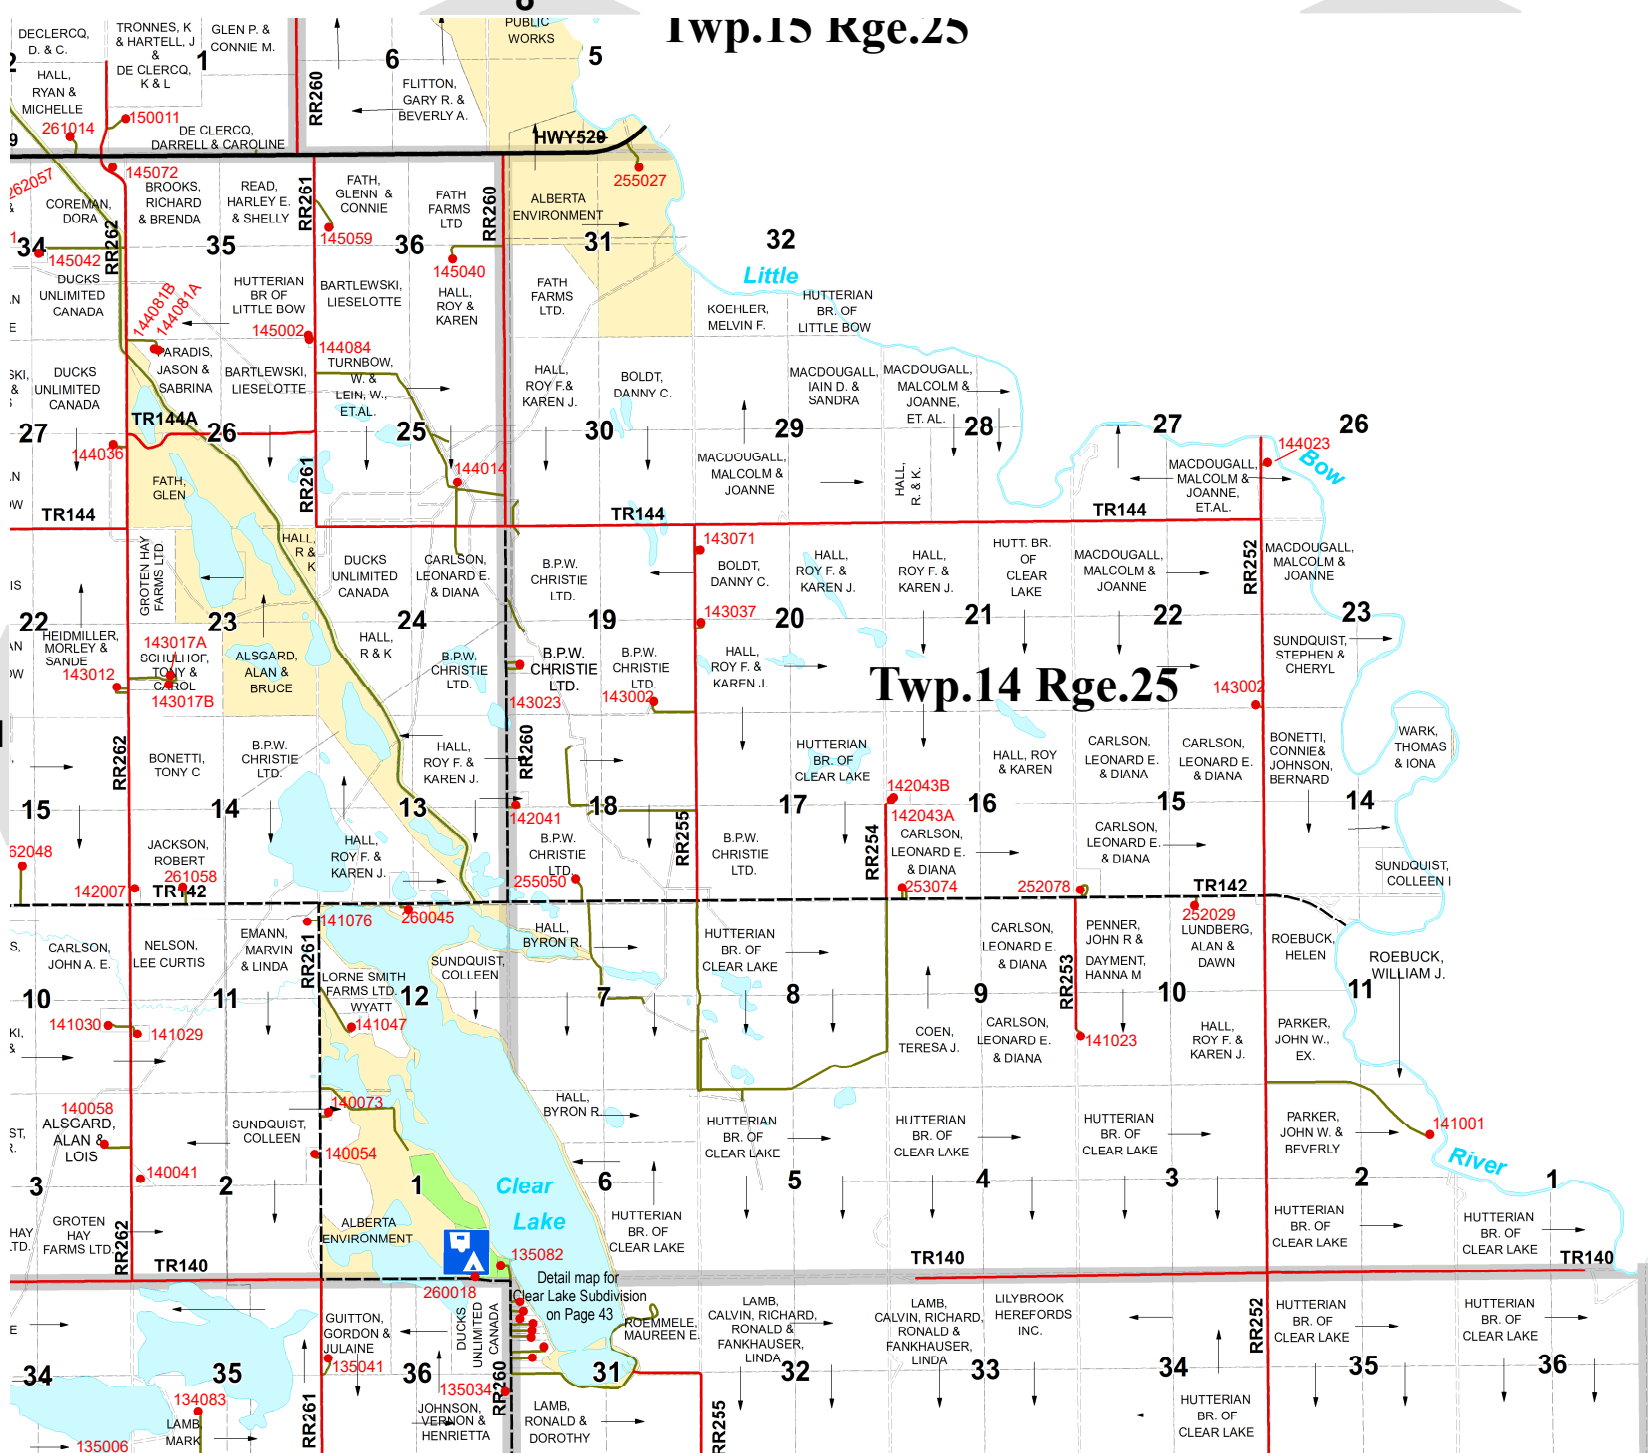 Twp.15 Rge.25
DECLERCQ,
D. & C.
TRONNES, K
& HARTELL, J
&
DE CLERCQ,
K & L
GLEN P. &
CONNIE M.
1
HALL,
RYAN &
MICHELLE
261014
150011
DE CLERCQ,
DARRELL & CAROLINE
RR260
6
FLITTON,
GARY R. &
BEVERLY A.
PUBLIC
WORKS
5
HWY529
255027
145072
COREMAN,
DORA
RR262
BROOKS,
RICHARD
& BRENDA
READ,
HARLEY E.
& SHELLY
RR261
FATH,
GLENN &
CONNIE
145059
FATH
FARMS
LTD
RR260
ALBERTA
ENVIRONMENT
34
35
36
31
32
145042
145040
Little
DUCKS
UNLIMITED
CANADA
144081B
144081A
HUTTERIAN
BR OF
LITTLE BOW
145002
144084
BARTLEWSKI,
LIESELOTTE
HALL,
ROY &
KAREN
FATH
FARMS
LTD.
KOEHLER,
MELVIN F.
HUTTERIAN
BR. OF
LITTLE BOW
DUCKS
UNLIMITED
CANADA
PARADIS,
JASON &
SABRINA
BARTLEWSKI,
LIESELOTTE
TURNBOW,
W. &
LEIN, W.,
ET.AL.
HALL,
ROY F.&
KAREN J.
BOLDT,
DANNY C.
MACDOUGALL,
IAIN D. &
SANDRA
MACDOUGALL,
MALCOLM &
JOANNE,
ET. AL.
TR144A
27
26
25
30
29
28
27
26
144036
144014
144023
Bow
FATH,
GLEN
RR261
MACDOUGALL,
MALCOLM &
JOANNE
HALL,
R. & K.
MACDOUGALL,
MALCOLM &
JOANNE,
ET.AL.
TR144
TR144
TR144
GROTEN HAY
FARMS LTD.
HALL,
R &
K
DUCKS
UNLIMITED
CANADA
CARLSON,
LEONARD E.
& DIANA
B.P.W.
CHRISTIE
LTD.
143071
BOLDT,
DANNY C.
143037
HALL,
ROY F. &
KAREN J.
HALL,
ROY F. &
KAREN J.
HUTT. BR.
OF
CLEAR
LAKE
MACDOUGALL,
MALCOLM &
JOANNE
RR252
MACDOUGALL,
MALCOLM &
JOANNE
22
23
24
19
20
21
22
23
HEIDMILLER,
MORLEY &
SANDE
143012
143017A
TONY &
CAROL
143017B
ALSGARD,
ALAN &
BRUCE
HALL,
R & K
B.P.W.
CHRISTIE
LTD.
B.P.W.
CHRISTIE
LTD.
143023
B.P.W.
CHRISTIE
LTD.
143002
HALL,
ROY F. &
KAREN J.
Twp.14 Rge.25
143002
SUNDQUIST,
STEPHEN &
CHERYL
RR262
BONETTI,
TONY C
B.P.W.
CHRISTIE
LTD.
HALL,
ROY F. &
KAREN J.
RR260
HUTTERIAN
BR. OF
CLEAR LAKE
HALL, ROY
& KAREN
CARLSON,
LEONARD E.
& DIANA
CARLSON,
LEONARD E.
& DIANA
BONETTI,
CONNIE&
JOHNSON,
BERNARD
WARK,
THOMAS
& IONA
15
14
13
18
17
16
15
14
142041
142043B
142043A
62048
JACKSON,
ROBERT
261058
142007
TR142
HALL,
ROY F. &
KAREN J.
B.P.W.
CHRISTIE
LTD.
255050
RR255
B.P.W.
CHRISTIE
LTD.
RR254
CARLSON,
LEONARD E.
& DIANA
253074
252078
CARLSON,
LEONARD E.
& DIANA
TR142
SUNDQUIST,
COLLEEN I
141076
260045
252029
CARLSON,
JOHN A. E.
NELSON,
LEE CURTIS
EMANN,
MARVIN
& LINDA
RR261
LORNE SMITH
FARMS LTD.
WYATT
SUNDQUIST,
COLLEEN
HALL,
BYRON R.
HUTTERIAN
BR. OF
CLEAR LAKE
CARLSON,
LEONARD E.
& DIANA
RR253
PENNER,
JOHN R &
DAYMENT,
HANNA M
LUNDBERG,
ALAN &
DAWN
ROEBUCK,
HELEN
ROEBUCK,
WILLIAM J.
10
11
12
7
8
9
10
11
141030
141029
141047
COEN,
TERESA J.
CARLSON,
LEONARD E.
& DIANA
141023
HALL,
ROY F. &
KAREN J.
PARKER,
JOHN W.,
EX.
140058
ALSGARD,
ALAN &
LOIS
140041
SUNDQUIST,
COLLEEN
140073
140054
HALL,
BYRON R.
HUTTERIAN
BR. OF
CLEAR LAKE
HUTTERIAN
BR. OF
CLEAR LAKE
HUTTERIAN
BR. OF
CLEAR LAKE
PARKER,
JOHN W. &
BEVERLY
141001
River
3
2
1
6
5
4
3
2
1
Clear
Lake
HAY
LTD.
GROTEN
HAY
FARMS LTD.
RR262
TR140
ALBERTA
ENVIRONMENT
135082
260018
HUTTERIAN
BR. OF
CLEAR LAKE
TR140
HUTTERIAN
BR. OF
CLEAR LAKE
HUTTERIAN
BR. OF
CLEAR LAKE
TR140
Detail map for
Clear Lake Subdivision
on Page 43
GUITTON,
GORDON &
JULAINE
135041
DUCKS
UNLIMITED
CANADA
ROEMMELE,
MAUREEN E.
LAMB,
CALVIN, RICHARD,
RONALD &
FANKHAUSER,
LINDA
LAMB,
CALVIN, RICHARD,
RONALD &
FANKHAUSER,
LINDA
LILYBROOK
HEREFORDS
INC.
RR252
HUTTERIAN
BR. OF
CLEAR LAKE
HUTTERIAN
BR. OF
CLEAR LAKE
34
35
36
31
32
33
34
35
36
134083
LAMB,
MARK
135006
RR261
135034
RR260
JOHNSON,
VERNON &
HENRIETTA
LAMB,
RONALD &
DOROTHY
RR255
HUTTERIAN
BR. OF
CLEAR LAKE